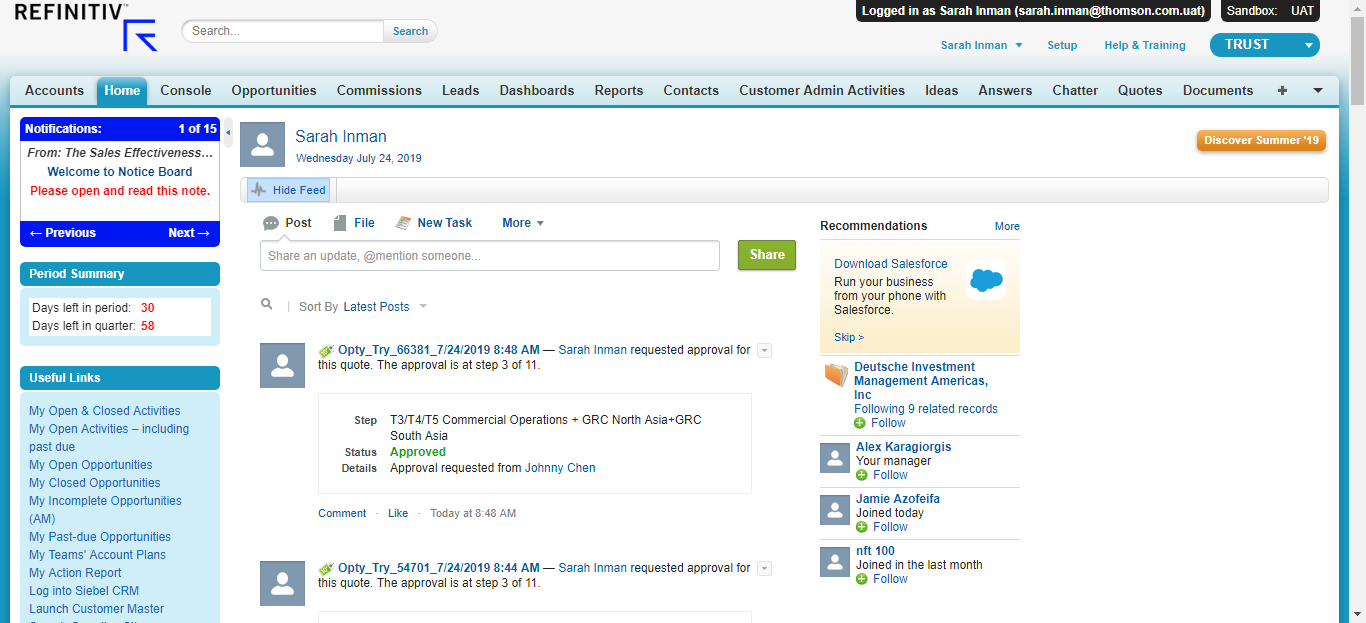 REFINITIV
Search...
Search
Logged in as Sarah Inman (sarah.inman@thomson.com.uat)
Sandbox: UAT
Sarah Inman
Setup
Help & Training
TRUST
Accounts
Home
Console
Opportunities
Commissions
Leads
Dashboards
Reports
Contacts
Customer Admin Activities
Ideas
Answers
Chatter
Quotes
Documents
Notifications: 1 of 15
From: The Sales Effectiveness...
Welcome to Notice Board
Please open and read this note.
← Previous
Next →
Period Summary
Days left in period: 30
Days left in quarter: 58
Useful Links
My Open & Closed Activities
My Open Activities – including
past due
My Open Opportunities
My Closed Opportunities
My Incomplete Opportunities
(AM)
My Past-due Opportunities
My Teams' Account Plans
My Action Report
Log into Siebel CRM
Launch Customer Master
Sarah Inman
Wednesday July 24, 2019
Discover Summer '19
Hide Feed
Post
File
New Task
More
Share an update, @mention someone...
Share
Sort By Latest Posts
Opty_Try_66381_7/24/2019 8:48 AM — Sarah Inman requested approval for
this quote. The approval is at step 3 of 11.
Step T3/T4/T5 Commercial Operations + GRC North Asia+GRC
South Asia
Status Approved
Details Approval requested from Johnny Chen
Comment · Like · Today at 8:48 AM
Opty_Try_54701_7/24/2019 8:44 AM — Sarah Inman requested approval for
this quote. The approval is at step 3 of 11.
Recommendations
More
Download Salesforce
Run your business
from your phone with
Salesforce.
Skip >
Deutsche Investment
Management Americas,
Inc
Following 9 related records
Follow
Alex Karagiorgis
Your manager
Follow
Jamie Azofeifa
Joined today
Follow
nft 100
Joined in the last month
Follow